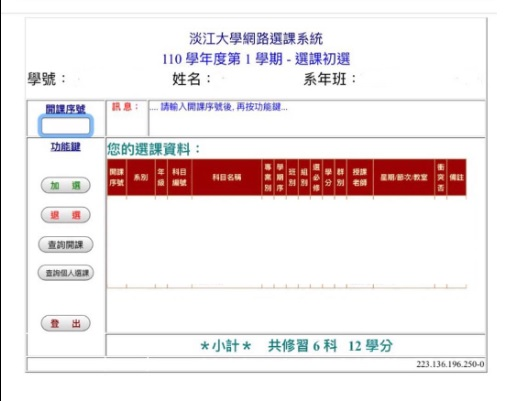 淡江大學網路選課系統
110 學年度第 1 學期 - 選課初選
學號： 姓名： 系年班：
開課序號
訊 息： ... 請輸入開課序號後, 再按功能鍵...
功能鍵
加 選
退 選
查詢開課
查詢個人選課
登 出
您的選課資料：
開課序號 系別 年級 科目編號 科目名稱 專業別 學期序 班別 組別 選必修 學分 群別 授課老師 星期/節次/教室 衝突否 備註
＊小計＊ 共修習 6 科 12 學分
223.136.196.250-0